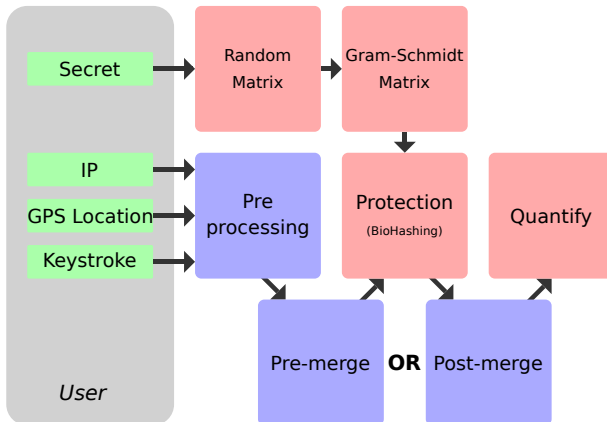 Secret
Random
Matrix
Gram-Schmidt
Matrix
IP
GPS Location
Keystroke
Pre
processing
Protection
(BioHashing)
Quantify
Pre-merge
OR
Post-merge
User